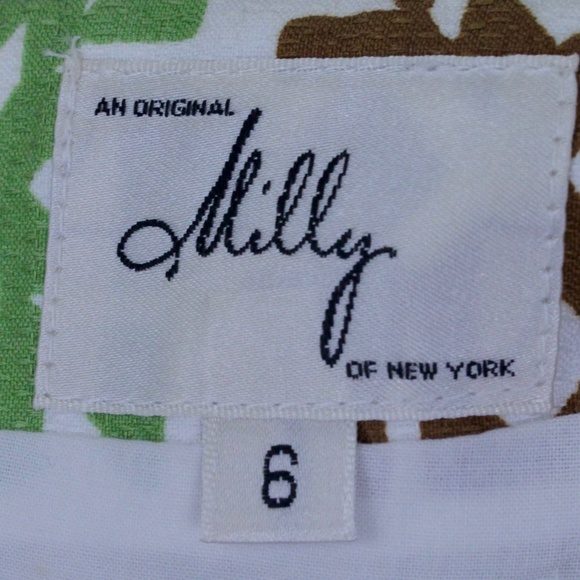 AN ORIGINAL
Milly
OF NEW YORK
6